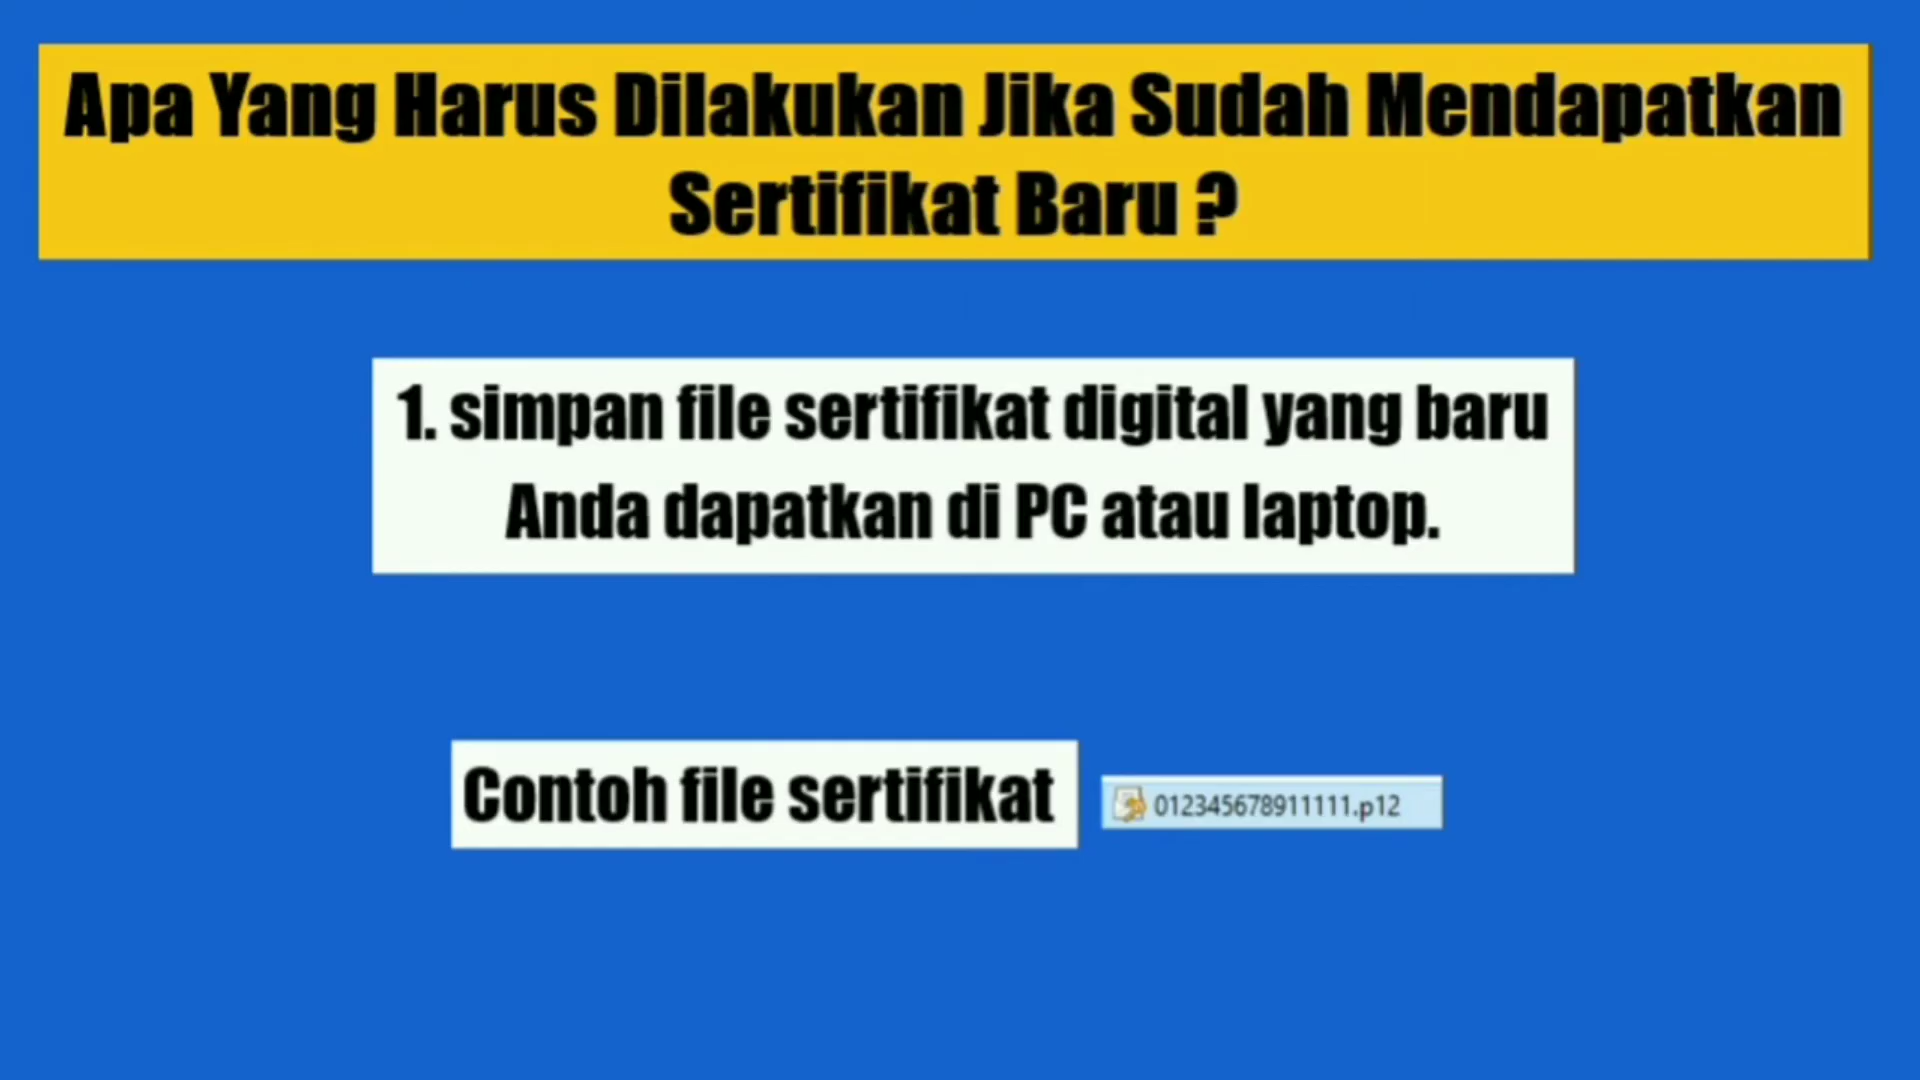 Apa Yang Harus Dilakukan Jika Sudah Mendapatkan
Sertifikat Baru ?
1. simpan file sertifikat digital yang baru
Anda dapatkan di PC atau laptop.
Contoh file sertifikat
012345678911111.p12